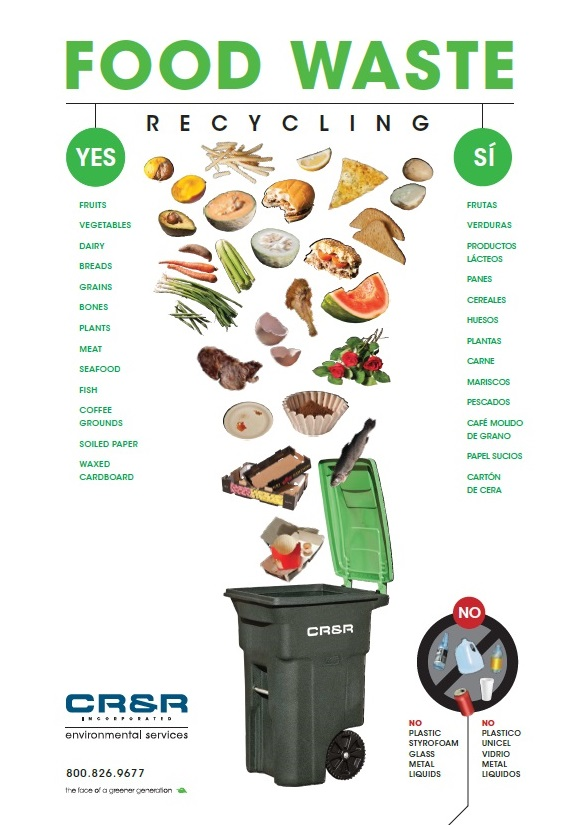 FOOD WASTE
RECYCLING
YES
FRUITS
VEGETABLES
DAIRY
BREADS
GRAINS
BONES
PLANTS
MEAT
SEAFOOD
FISH
COFFEE
GROUNDS
SOILED PAPER
WAXED
CARDBOARD
SÍ
FRUTAS
VERDURAS
PRODUCTOS
LÁCTEOS
PANES
CEREALES
HUESOS
PLANTAS
CARNE
MARISCOS
PESCADOS
CAFÉ MOLIDO
DE GRANO
PAPEL SUCIOS
CARTÓN
DE CERA
CR&R
CR&R
INCORPORATED
environmental services
800.826.9677
the face of a greener generation
NO
NO
PLASTIC
STYROFOAM
GLASS
METAL
LIQUIDS
NO
PLASTICO
UNICEL
VIDRIO
METAL
LIQUIDOS